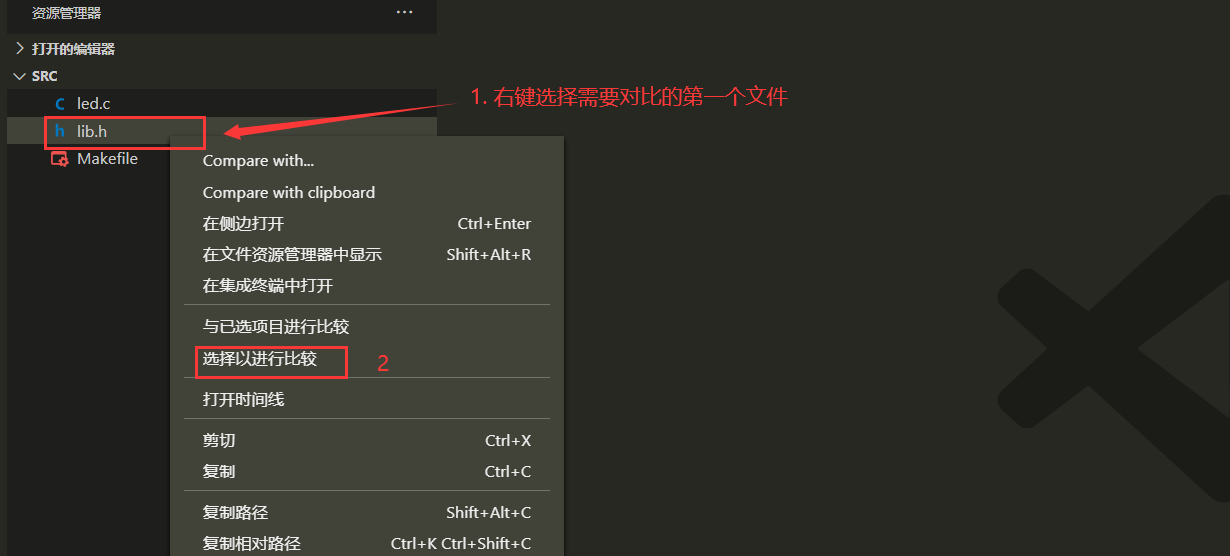 资源管理器 ···
打开的编辑器
SRC
C led.c
1. 右键选择需要对比的第一个文件
h lib.h
Makefile
Compare with...
Compare with clipboard
在侧边打开 Ctrl+Enter
在文件资源管理器中显示 Shift+Alt+R
在集成终端中打开
与已选项目进行比较
选择以进行比较 2
打开时间线
剪切 Ctrl+X
复制 Ctrl+C
复制路径 Shift+Alt+C
复制相对路径 Ctrl+K Ctrl+Shift+C